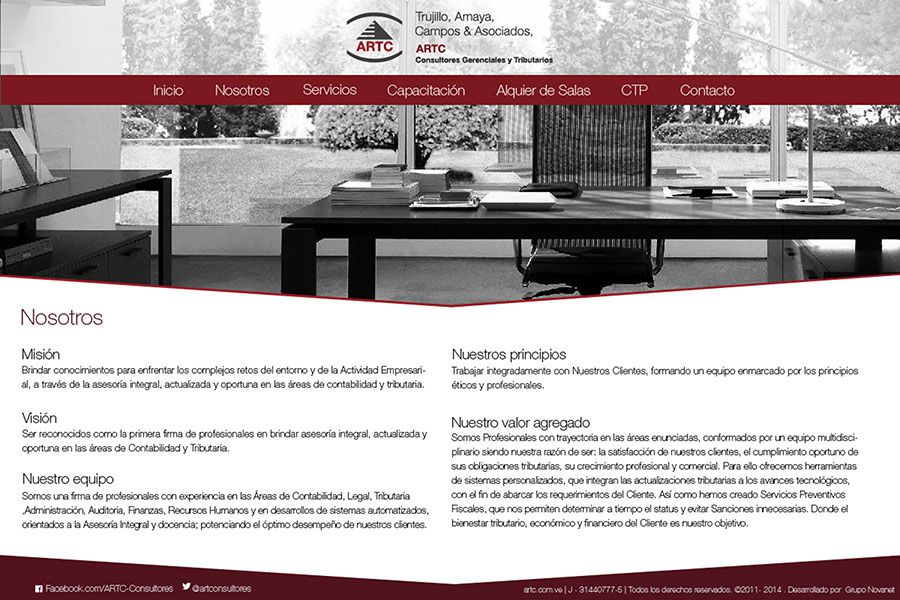 ARTC
Trujillo, Amaya,
Campos & Asociados,
ARTC
Consultores Gerenciales y Tributarios
Inicio Nosotros Servicios Capacitación Alquier de Salas CTP Contacto
Nosotros
Misión
Brindar conocimientos para enfrentar los complejos retos del entorno y de la Actividad Empresari-
al, a través de la asesoría integral, actualizada y oportuna en las áreas de contabilidad y tributaria.
Visión
Ser reconocidos como la primera firma de profesionales en brindar asesoría integral, actualizada y
oportuna en las áreas de Contabilidad y Tributaria.
Nuestro equipo
Somos una firma de profesionales con experiencia en las Áreas de Contabilidad, Legal, Tributaria
,Administración, Auditoria, Finanzas, Recursos Humanos y en desarrollos de sistemas automatizados,
orientados a la Asesoría Integral y docencia; potenciando el óptimo desempeño de nuestros clientes.
Nuestros principios
Trabajar integradamente con Nuestros Clientes, formando un equipo enmarcado por los principios
éticos y profesionales.
Nuestro valor agregado
Somos Profesionales con trayectoria en las áreas enunciadas, conformados por un equipo multidisci-
plinario siendo nuestra razón de ser: la satisfacción de nuestros clientes, el cumplimiento oportuno de
sus obligaciones tributarias, su crecimiento profesional y comercial. Para ello ofrecemos herramientas
de sistemas personalizados, que integran las actualizaciones tributarias a los avances tecnológicos,
con el fin de abarcar los requerimientos del Cliente. Así como hemos creado Servicios Preventivos
Fiscales, que nos permiten determinar a tiempo el status y evitar Sanciones innecesarias. Donde el
bienestar tributario, económico y financiero del Cliente es nuestro objetivo.
Facebook.com/ARTC-Consultores @artconsultores
artc.com.ve | J - 31440777-5 | Todos los derechos reservados. ©2011- 2014 . Desarrollado por Grupo Novanet